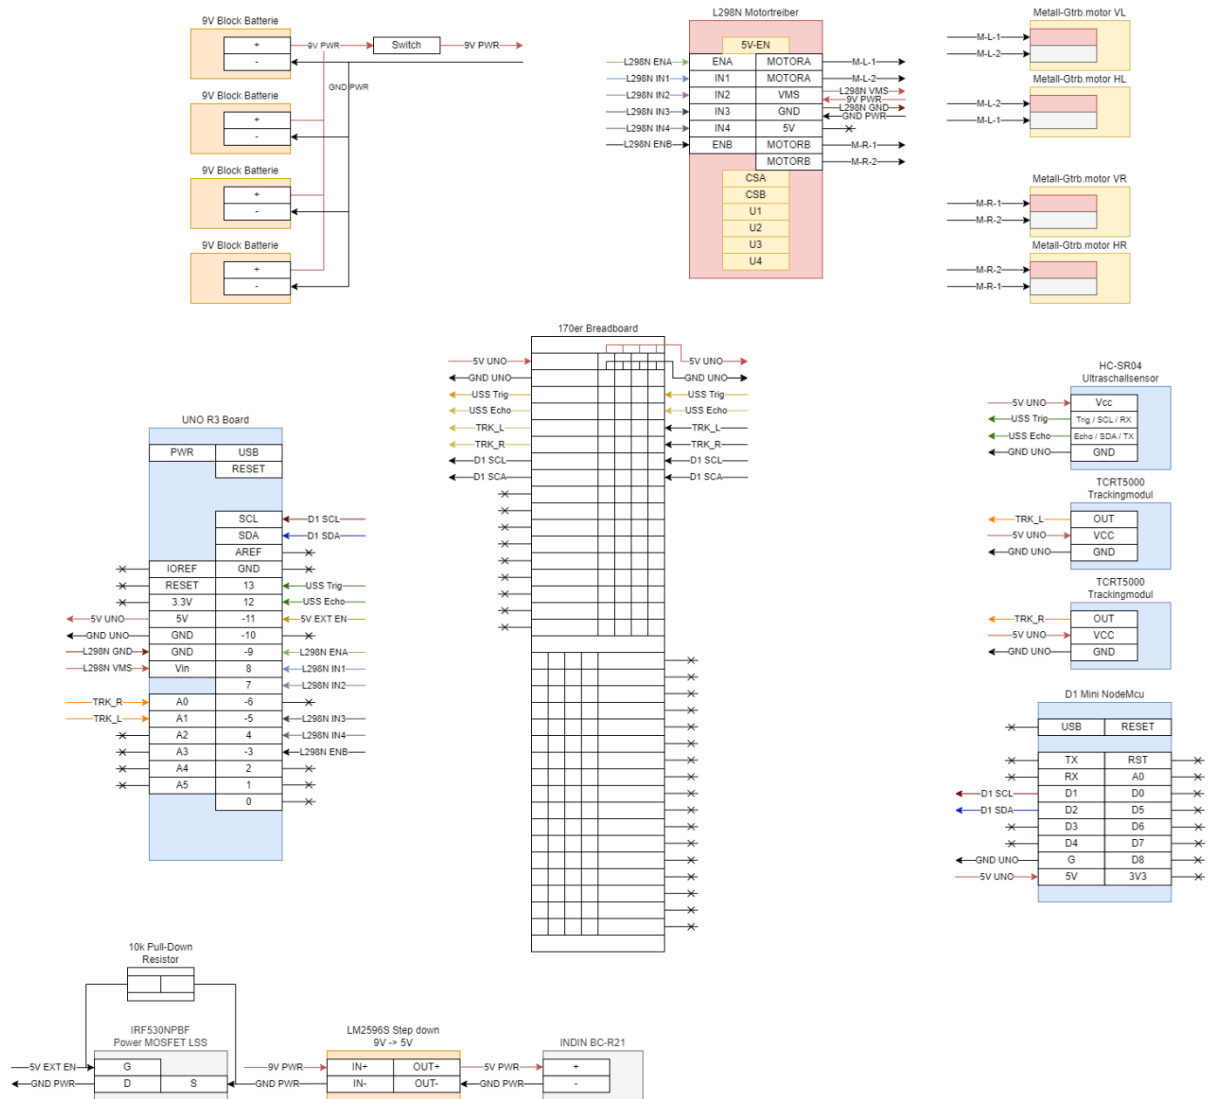 9V Block Batterie
+
-
9V PWR
Switch
9V PWR
GND PWR
9V Block Batterie
+
-
9V Block Batterie
+
-
9V Block Batterie
+
-
L298N Motortreiber
5V-EN
L298N ENA ENA MOTORA M-L-1
L298N IN1 IN1 MOTORA M-L-2
L298N IN2 IN2 VMS L298N VMS
9V PWR
L298N IN3 IN3 GND L298N GND
GND PWR
L298N IN4 IN4 5V
L298N ENB ENB MOTORB M-R-1
MOTORB M-R-2
CSA
CSB
U1
U2
U3
U4
Metall-Gtrb.motor VL
M-L-1
M-L-2
Metall-Gtrb.motor HL
M-L-2
M-L-1
Metall-Gtrb.motor VR
M-R-1
M-R-2
Metall-Gtrb.motor HR
M-R-2
M-R-1
UNO R3 Board
PWR USB
RESET
SCL D1 SCL
SDA D1 SDA
AREF
IOREF GND
RESET 13 USS Trig
3.3V 12 USS Echo
5V UNO 5V -11 5V EXT EN
GND UNO GND -10
L298N GND GND -9 L298N ENA
L298N VMS Vin 8 L298N IN1
7 L298N IN2
TRK_R A0 -6
TRK_L A1 -5 L298N IN3
A2 4 L298N IN4
A3 -3 L298N ENB
A4 2
A5 1
0
170er Breadboard
5V UNO 5V UNO
GND UNO GND UNO
USS Trig USS Trig
USS Echo USS Echo
TRK_L TRK_L
TRK_R TRK_R
D1 SCL D1 SCL
D1 SCA D1 SCA
HC-SR04
Ultraschallsensor
5V UNO Vcc
USS Trig Trig / SCL / RX
USS Echo Echo / SDA / TX
GND UNO GND
TCRT5000
Trackingmodul
TRK_L OUT
5V UNO VCC
GND UNO GND
TCRT5000
Trackingmodul
TRK_R OUT
5V UNO VCC
GND UNO GND
D1 Mini NodeMcu
USB RESET
TX RST
RX A0
D1 SCL D1 D0
D1 SDA D2 D5
D3 D6
D4 D7
GND UNO G D8
5V UNO 5V 3V3
10k Pull-Down
Resistor
IRF530NPBF
Power MOSFET LSS
5V EXT EN G
GND PWR D S
LM2596S Step down
9V -> 5V
9V PWR IN+ OUT+ 5V PWR
GND PWR IN- OUT- GND PWR
INDIN BC-R21
+
-